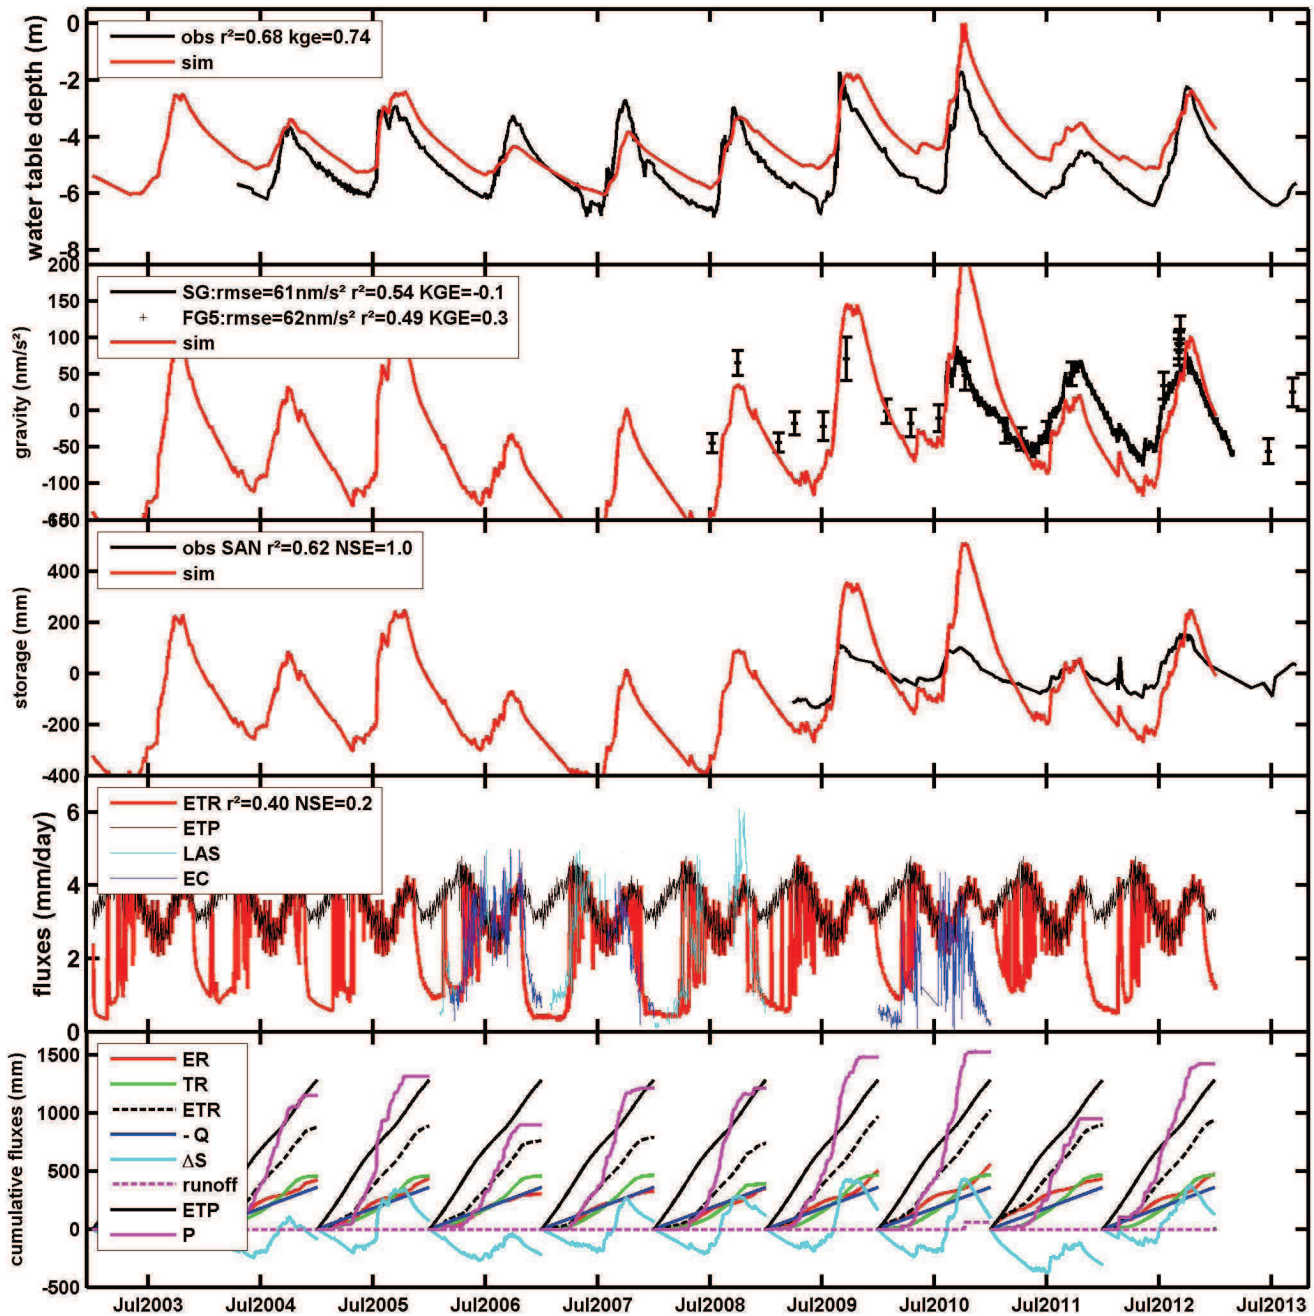 water table depth (m)
0
-2
-4
-6
-8
obs r²=0.68 kge=0.74
sim
gravity (nm/s²)
200
150
100
50
0
-50
-100
SG:rmse=61nm/s² r²=0.54 KGE=-0.1
FG5:rmse=62nm/s² r²=0.49 KGE=0.3
sim
storage (mm)
400
200
0
-200
-400
obs SAN r²=0.62 NSE=1.0
sim
fluxes (mm/day)
6
4
2
0
ETR r²=0.40 NSE=0.2
ETP
LAS
EC
cumulative fluxes (mm)
1500
1000
500
0
-500
ER
TR
ETR
- Q
ΔS
runoff
ETP
P
Jul2003 Jul2004 Jul2005 Jul2006 Jul2007 Jul2008 Jul2009 Jul2010 Jul2011 Jul2012 Jul2013